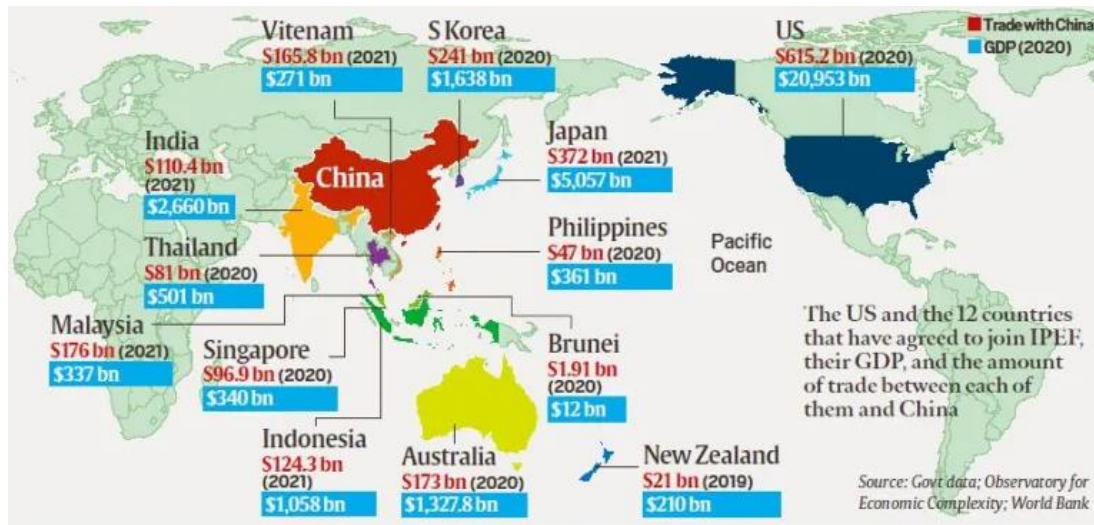 Vitenam
$165.8 bn (2021)
$271 bn
S Korea
$241 bn (2020)
$1,638 bn
US
$615.2 bn (2020)
$20,953 bn
Trade with China
GDP (2020)
India
$110.4 bn
(2021)
$2,660 bn
China
Japan
$372 bn (2021)
$5,057 bn
Thailand
$81 bn (2020)
$501 bn
Philippines
$47 bn (2020)
$361 bn
Pacific
Ocean
Malaysia
$176 bn (2021)
$337 bn
Singapore
$96.9 bn (2020)
$340 bn
Brunei
$1.91 bn
(2020)
$12 bn
The US and the 12 countries
that have agreed to join IPEF,
their GDP, and the amount
of trade between each of
them and China
Indonesia
$124.3 bn
(2021)
$1,058 bn
Australia
$173 bn (2020)
$1,327.8 bn
New Zealand
$21 bn (2019)
$210 bn
Source: Govt data; Observatory for
Economic Complexity; World Bank